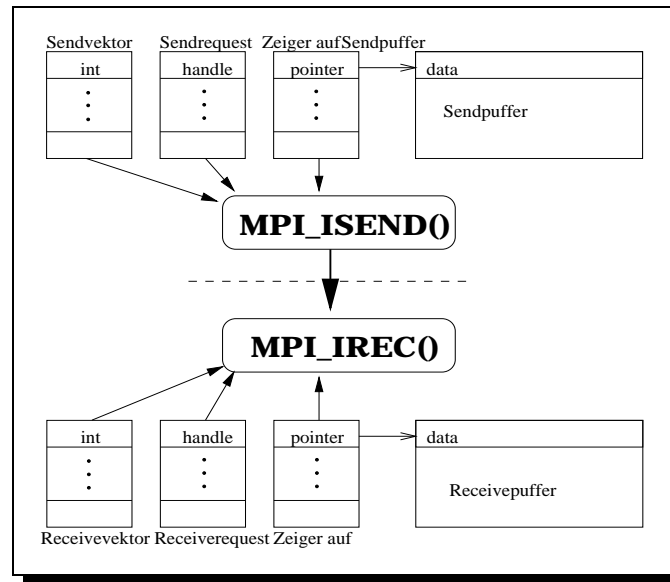 Sendvektor Sendrequest Zeiger aufSendpuffer
int handle pointer data
Sendpuffer
MPI_ISEND()
MPI_IREC()
int handle pointer data
Receivepuffer
Receivevektor Receiverequest Zeiger auf